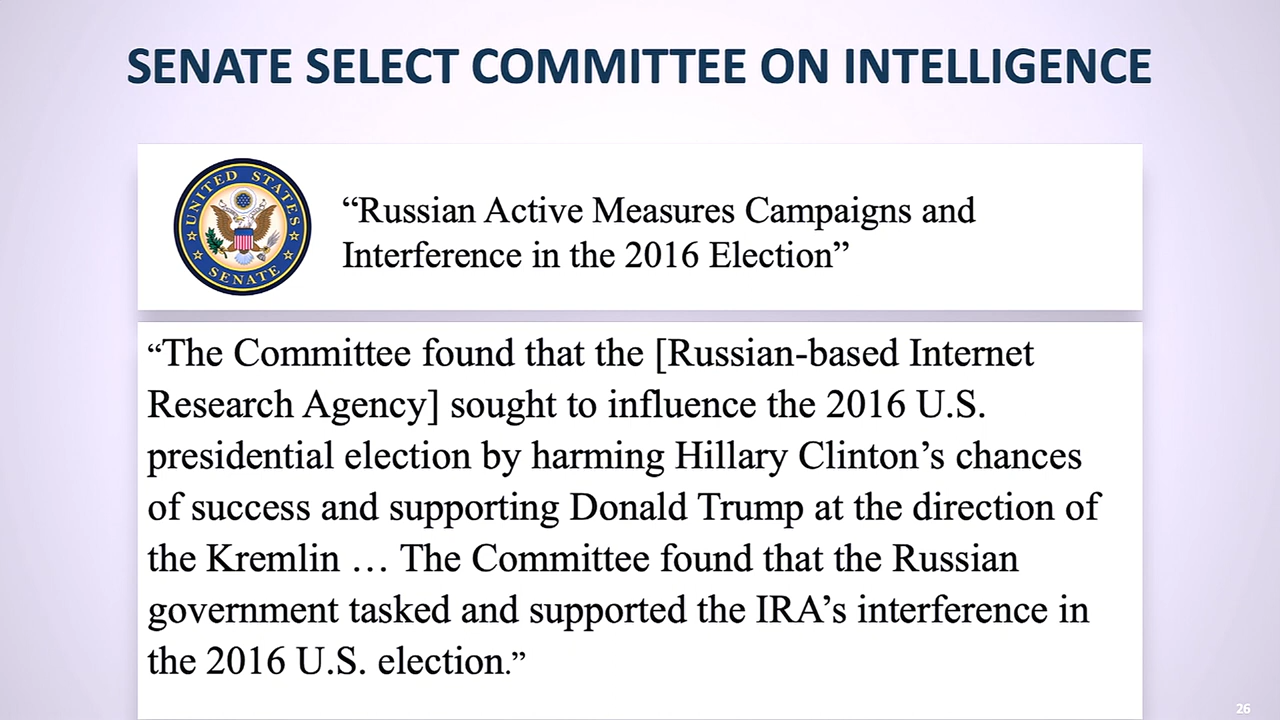 SENATE SELECT COMMITTEE ON INTELLIGENCE
UNITED STATES
SENATE
“Russian Active Measures Campaigns and
Interference in the 2016 Election”
“The Committee found that the [Russian-based Internet
Research Agency] sought to influence the 2016 U.S.
presidential election by harming Hillary Clinton’s chances
of success and supporting Donald Trump at the direction of
the Kremlin … The Committee found that the Russian
government tasked and supported the IRA’s interference in
the 2016 U.S. election.”
26